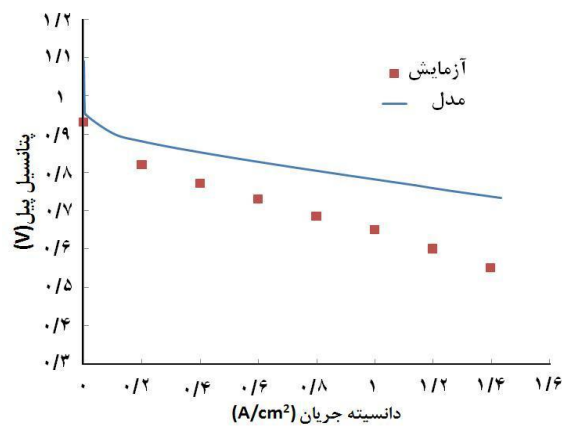 ۱/۲
۱/۱
۱
۰/۹
۰/۸
۰/۷
۰/۶
۰/۵
۰/۴
۰/۳
پتانسیل پیل(V)
آزمایش
مدل
۰ ۰/۲ ۰/۴ ۰/۶ ۰/۸ ۱ ۱/۲ ۱/۴ ۱/۶
دانسیته جریان (A/cm²)